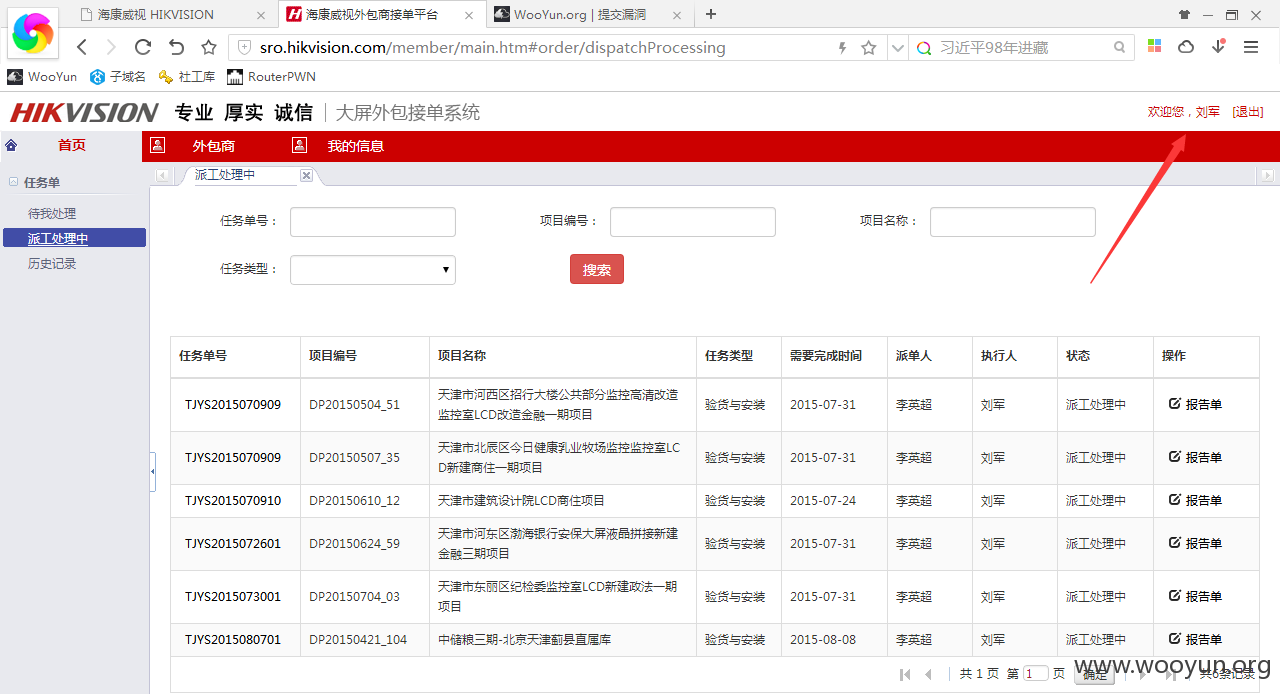 海康威视 HIKVISION
海康威视外包商接单平台
WooYun.org | 提交漏洞
sro.hikvision.com/member/main.htm#order/dispatchProcessing
习近平98年进藏
WooYun 子域名 社工库 RouterPWN
HIKVISION 专业 厚实 诚信 大屏外包接单系统
欢迎您，刘军 [退出]
首页 外包商 我的信息
任务单
待我处理
派工处理中
历史记录
派工处理中
任务单号： 项目编号： 项目名称：
任务类型： 搜索
任务单号 项目编号 项目名称 任务类型 需要完成时间 派单人 执行人 状态 操作
TJYS2015070909 DP20150504_51 天津市河西区招行大楼公共部分监控高清改造
监控室LCD改造金融一期项目 验货与安装 2015-07-31 李英超 刘军 派工处理中 报告单
TJYS2015070909 DP20150507_35 天津市北辰区今日健康乳业牧场监控监控室LC
D新建商住一期项目 验货与安装 2015-07-31 李英超 刘军 派工处理中 报告单
TJYS2015070910 DP20150610_12 天津市建筑设计院LCD商住项目 验货与安装 2015-07-24 李英超 刘军 派工处理中 报告单
TJYS2015072601 DP20150624_59 天津市河东区渤海银行安保大屏液晶拼接新建
金融三期项目 验货与安装 2015-07-31 李英超 刘军 派工处理中 报告单
TJYS2015073001 DP20150704_03 天津市东丽区纪检委监控室LCD新建政法一期
项目 验货与安装 2015-07-31 李英超 刘军 派工处理中 报告单
TJYS2015080701 DP20150421_104 中储粮三期-北京天津蓟县直属库 验货与安装 2015-08-08 李英超 刘军 派工处理中 报告单
共 1 页 第 1 页 确定 共6条记录
www.wooyun.org